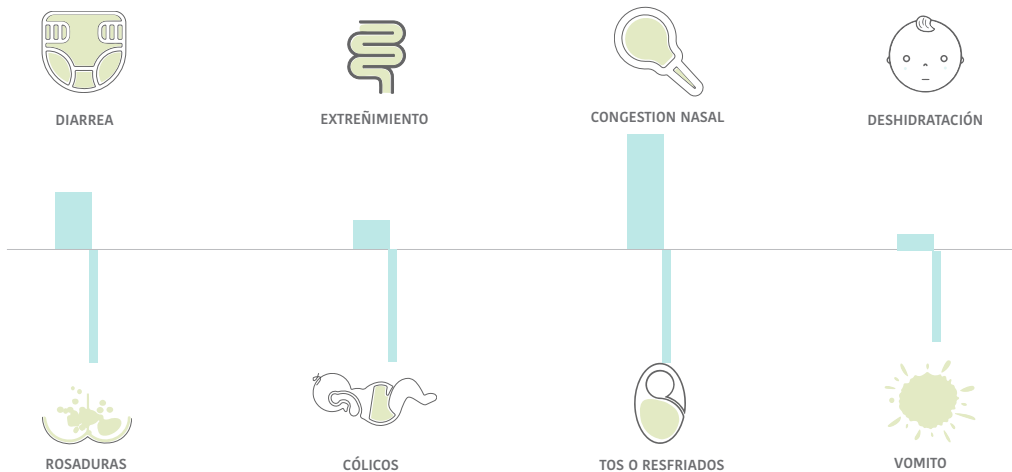 DIARREA
EXTREÑIMIENTO
CONGESTION NASAL
DESHIDRATACIÓN
ROSADURAS
CÓLICOS
TOS O RESFRIADOS
VOMITO